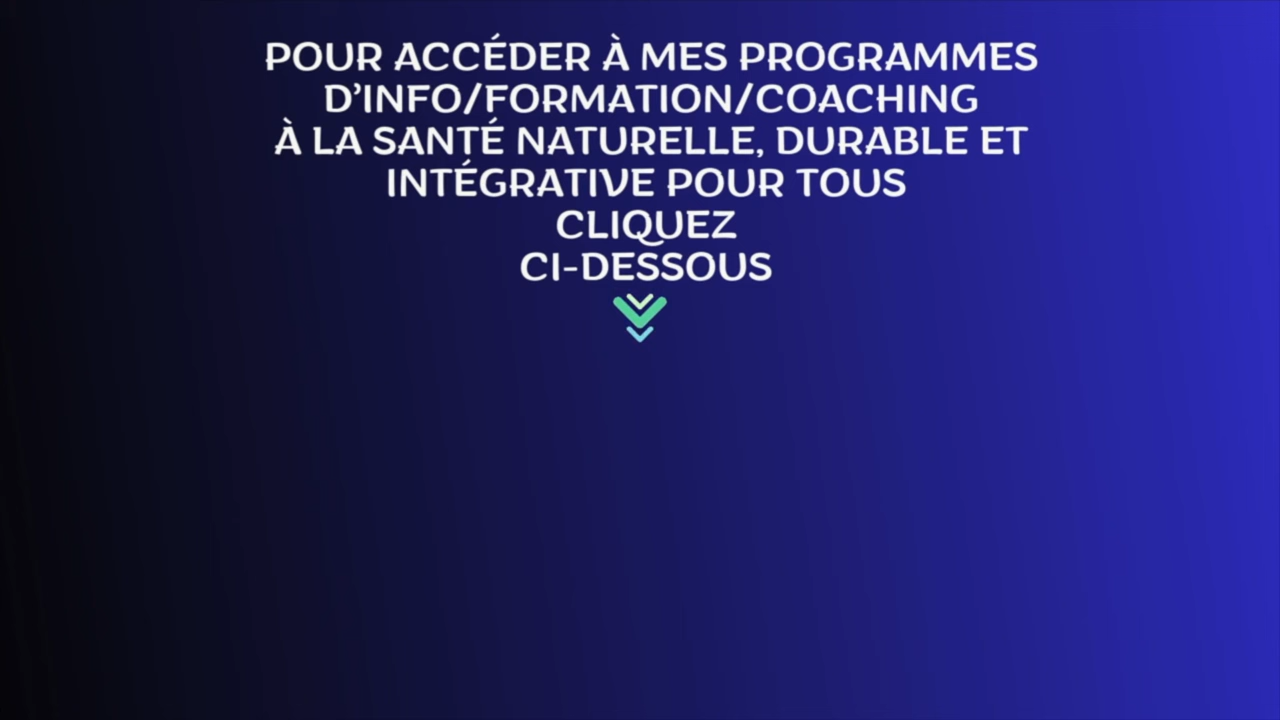 POUR ACCÉDER À MES PROGRAMMES
D’INFO/FORMATION/COACHING
À LA SANTÉ NATURELLE, DURABLE ET
INTÉGRATIVE POUR TOUS
CLIQUEZ
CI-DESSOUS